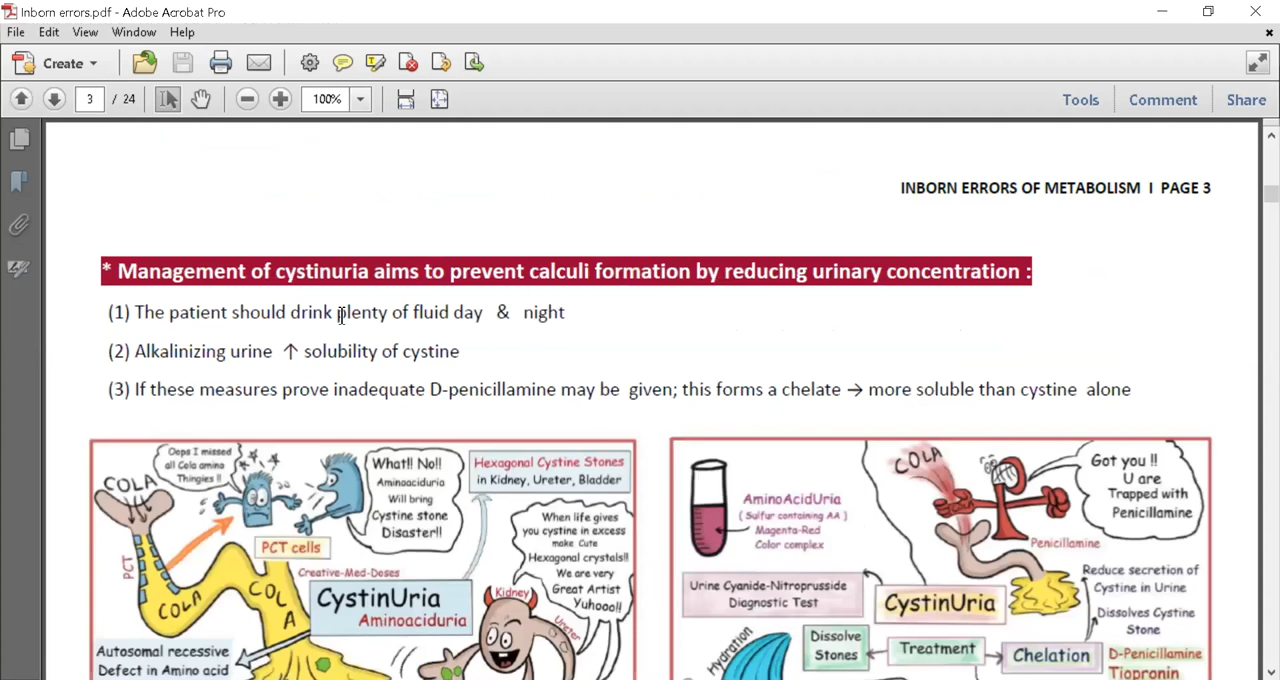 Inborn errors.pdf - Adobe Acrobat Pro
File Edit View Window Help
Create
3 / 24 100% Tools Comment Share
INBORN ERRORS OF METABOLISM I PAGE 3
* Management of cystinuria aims to prevent calculi formation by reducing urinary concentration :
(1) The patient should drink plenty of fluid day & night
(2) Alkalinizing urine ↑ solubility of cystine
(3) If these measures prove inadequate D-penicillamine may be given; this forms a chelate → more soluble than cystine alone
COLA
Oops I missed
all Cola amino
Thingies !!
What!! No!!
Aminoaciduria
Will bring
Cystine stone
Disaster!!
Hexagonal Cystine Stones
in Kidney, Ureter, Bladder
When life gives
you cystine in excess
make Cute
Hexagonal crystals!!
We are very
Great Artist
Yuhooo!!
PCT
PCT cells
Creative-Med-Doses
COLA
COLA
CystinUria
Aminoaciduria
Kidney
Ureter
Autosomal recessive
Defect in Amino acid
AminoAcidUria
( Sulfur containing AA )
Magenta-Red
Color complex
COLA
Got you !!
U are
Trapped with
Penicillamine
Penicillamine
Urine Cyanide-Nitroprusside
Diagnostic Test
CystinUria
Reduce secretion of
Cystine in Urine
Dissolves Cystine
Stone
Hydration
Dissolve
Stones
Treatment
Chelation
D-Penicillamine
Tiopronin